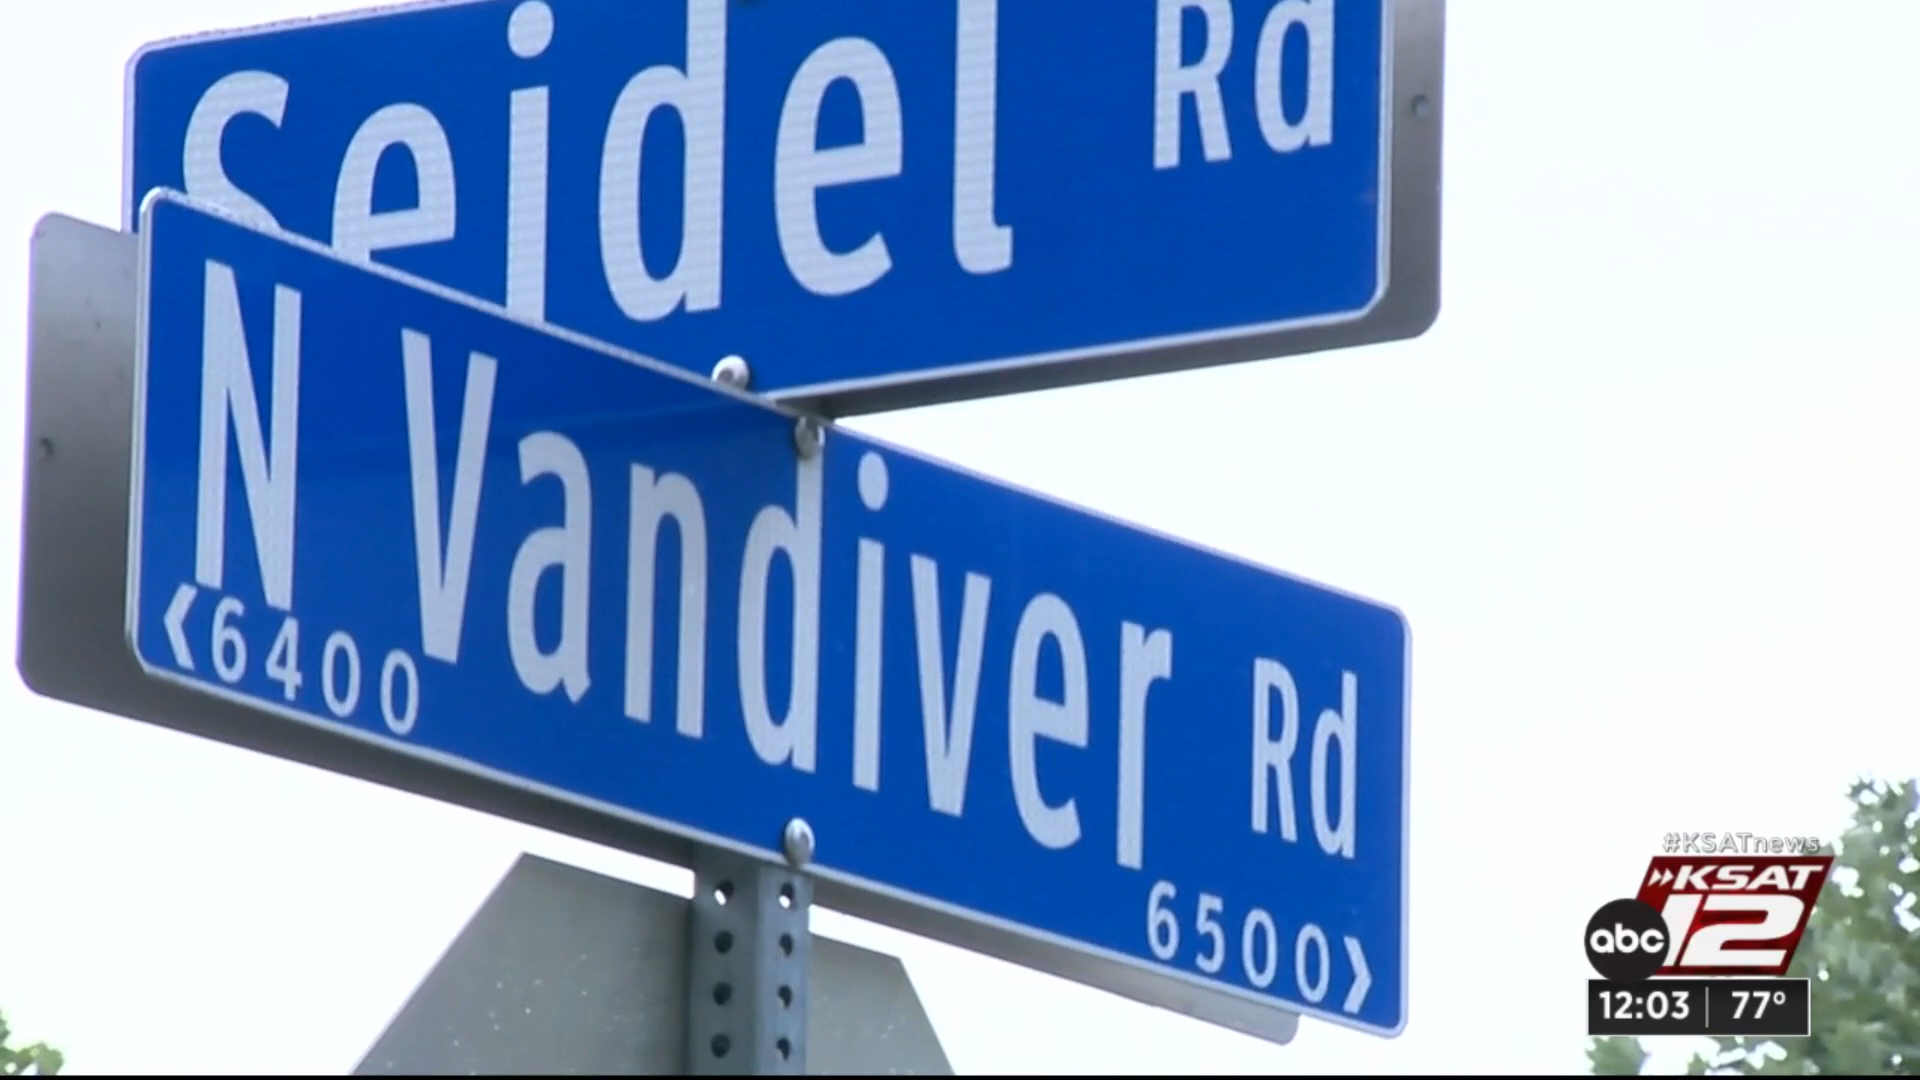 Seidel Rd
N Vandiver Rd
<6400
6500>
#KSATnews
KSAT
abc 12
12:03 77°